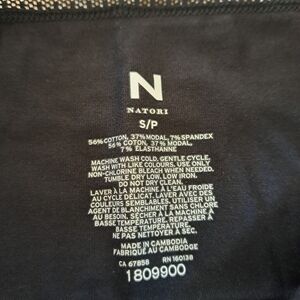 N
NATORI
S/P
56% COTTON, 37% MODAL, 7% SPANDEX
56% COTON, 37% MODAL,
7% ELASTHANNE
MACHINE WASH COLD, GENTLE CYCLE,
WASH WITH LIKE COLOURS, USE ONLY
NON-CHLORINE BLEACH WHEN NEEDED.
TUMBLE DRY LOW, LOW IRON.
DO NOT DRY CLEAN.
LAVER À LA MACHINE À L'EAU FROIDE
AU CYCLE DÉLICAT, LAVER AVEC DES
COULEURS SEMBLABLES, UTILISER UN
AGENT DE BLANCHIMENT SANS CHLORE
AU BESOIN. SÉCHER À LA MACHINE À
BASSE TEMPÉRATURE, REPASSER À
BASSE TEMPÉRATURE.
NE PAS NETTOYER À SEC.
MADE IN CAMBODIA
FABRIQUÉ AU CAMBODGE
CA 67855 RN 160138
1809900